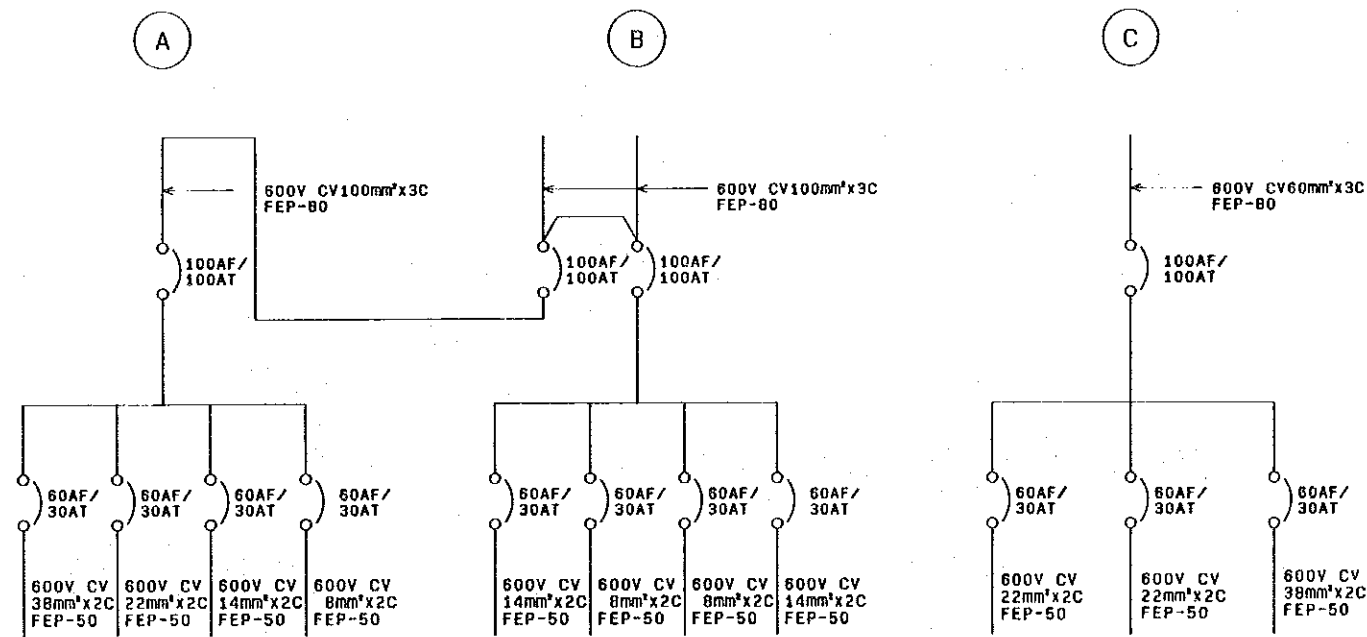 A
B
C
600V CV100mm²x3C
FEP-80
600V CV100mm²x3C
FEP-80
600V CV60mm²x3C
FEP-80
100AF/
100AT
100AF/
100AT
100AF/
100AT
100AF/
100AT
60AF/
30AT
60AF/
30AT
60AF/
30AT
60AF/
30AT
60AF/
30AT
60AF/
30AT
60AF/
30AT
60AF/
30AT
60AF/
30AT
60AF/
30AT
60AF/
30AT
600V CV
38mm²x2C
FEP-50
600V CV
22mm²x2C
FEP-50
600V CV
14mm²x2C
FEP-50
600V CV
8mm²x2C
FEP-50
600V CV
14mm²x2C
FEP-50
600V CV
8mm²x2C
FEP-50
600V CV
8mm²x2C
FEP-50
600V CV
14mm²x2C
FEP-50
600V CV
22mm²x2C
FEP-50
600V CV
22mm²x2C
FEP-50
600V CV
38mm²x2C
FEP-50